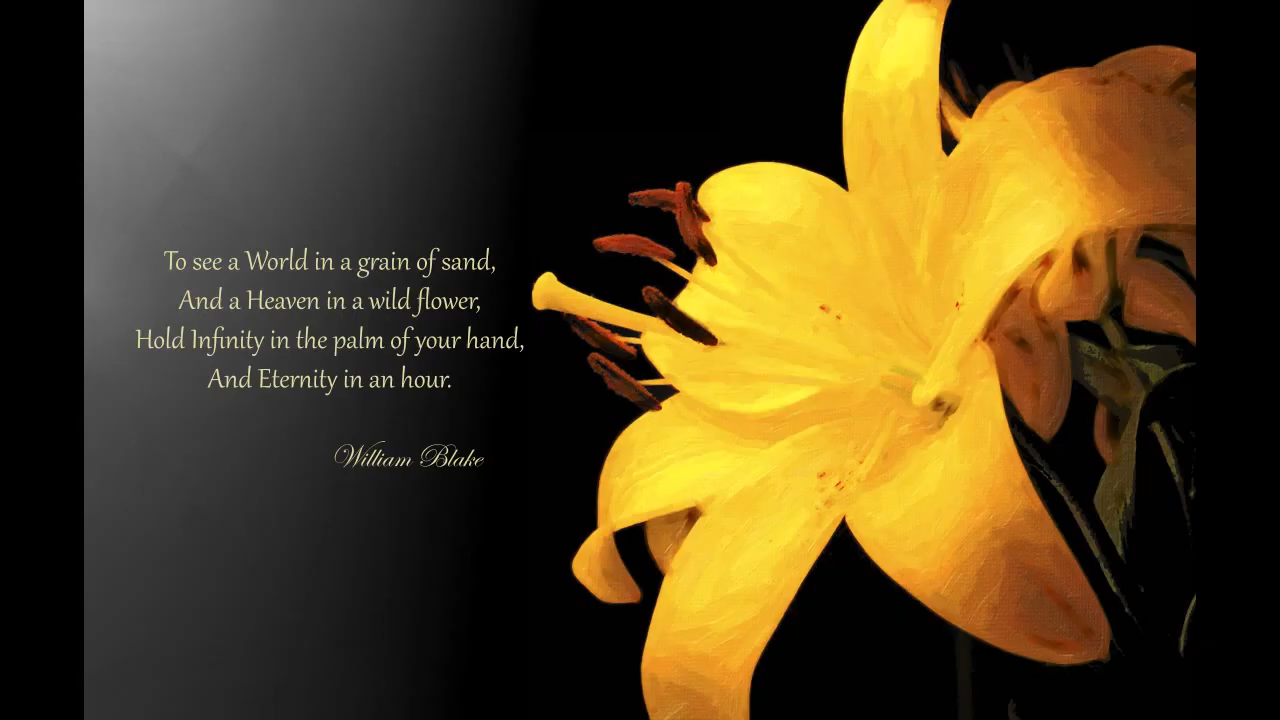 To see a World in a grain of sand,
And a Heaven in a wild flower,
Hold Infinity in the palm of your hand,
And Eternity in an hour.
William Blake